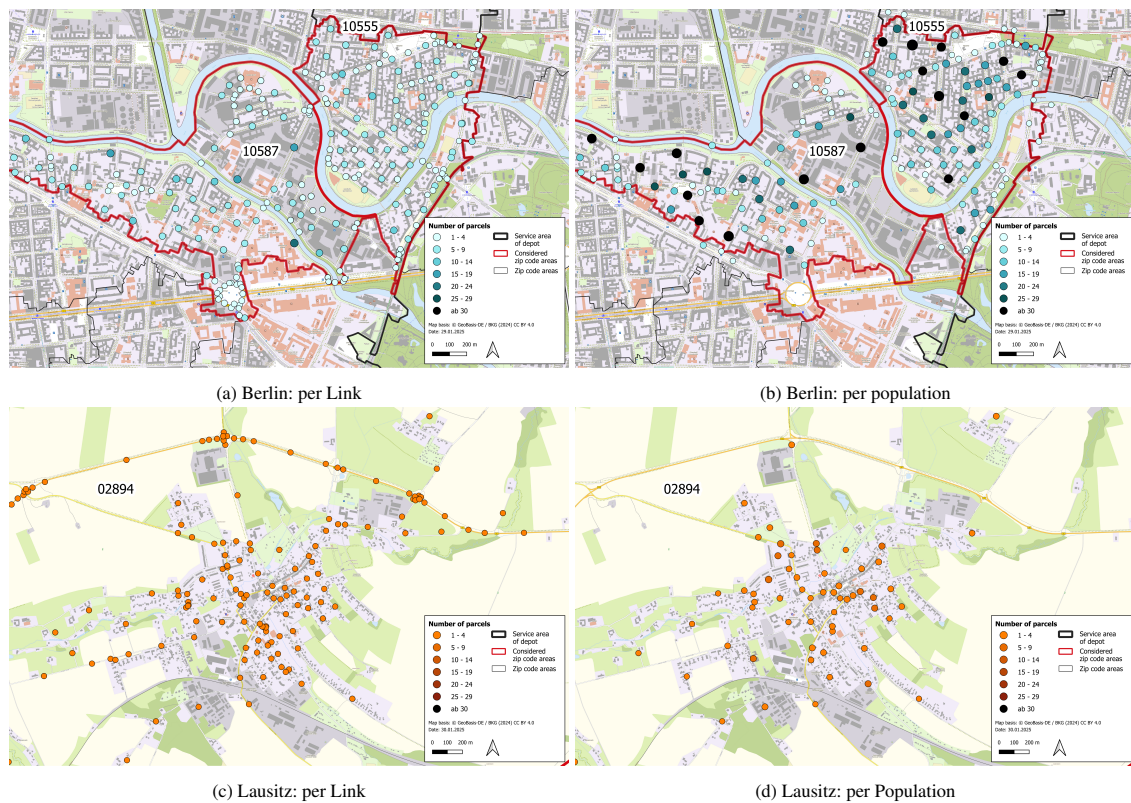 10555
10587
Number of parcels
1 - 4
5 - 9
10 - 14
15 - 19
20 - 24
25 - 29
ab 30
Service area
of depot
Considered
zip code areas
Zip code areas
Map basis: © GeoBasis-DE / BKG (2024) CC BY 4.0
Date: 29.01.2025
0 100 200 m
(a) Berlin: per Link
10555
10587
Number of parcels
1 - 4
5 - 9
10 - 14
15 - 19
20 - 24
25 - 29
ab 30
Service area
of depot
Considered
zip code areas
Zip code areas
Map basis: © GeoBasis-DE / BKG (2024) CC BY 4.0
Date: 29.01.2025
0 100 200 m
(b) Berlin: per population
02894
Number of parcels
1 - 4
5 - 9
10 - 14
15 - 19
20 - 24
25 - 29
ab 30
Service area
of depot
Considered
zip code areas
Zip code areas
Map basis: © GeoBasis-DE / BKG (2024) CC BY 4.0
Date: 30.01.2025
0 100 200 m
(c) Lausitz: per Link
02894
Number of parcels
1 - 4
5 - 9
10 - 14
15 - 19
20 - 24
25 - 29
ab 30
Service area
of depot
Considered
zip code areas
Zip code areas
Map basis: © GeoBasis-DE / BKG (2024) CC BY 4.0
Date: 30.01.2025
0 100 200 m
(d) Lausitz: per Population